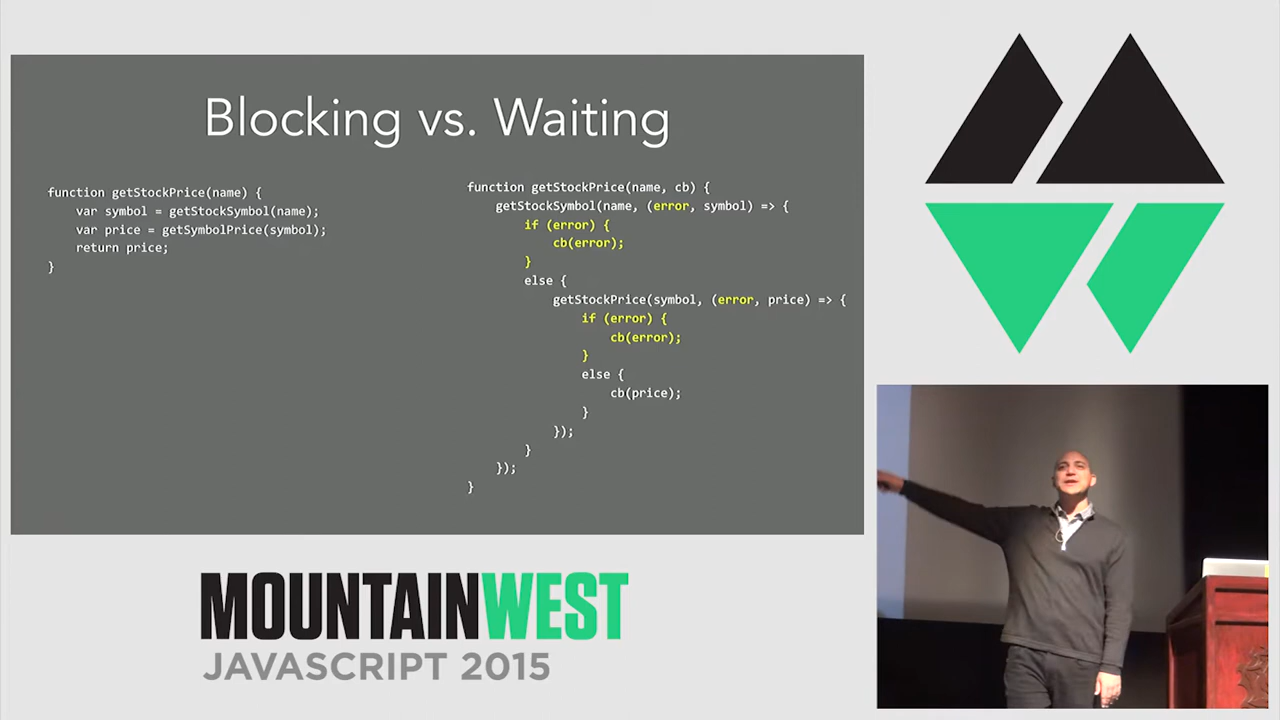 Blocking vs. Waiting
function getStockPrice(name) {
var symbol = getStockSymbol(name);
var price = getSymbolPrice(symbol);
return price;
}
function getStockPrice(name, cb) {
getStockSymbol(name, (error, symbol) => {
if (error) {
cb(error);
}
else {
getStockPrice(symbol, (error, price) => {
if (error) {
cb(error);
}
else {
cb(price);
}
});
}
});
}
MOUNTAINWEST
JAVASCRIPT 2015